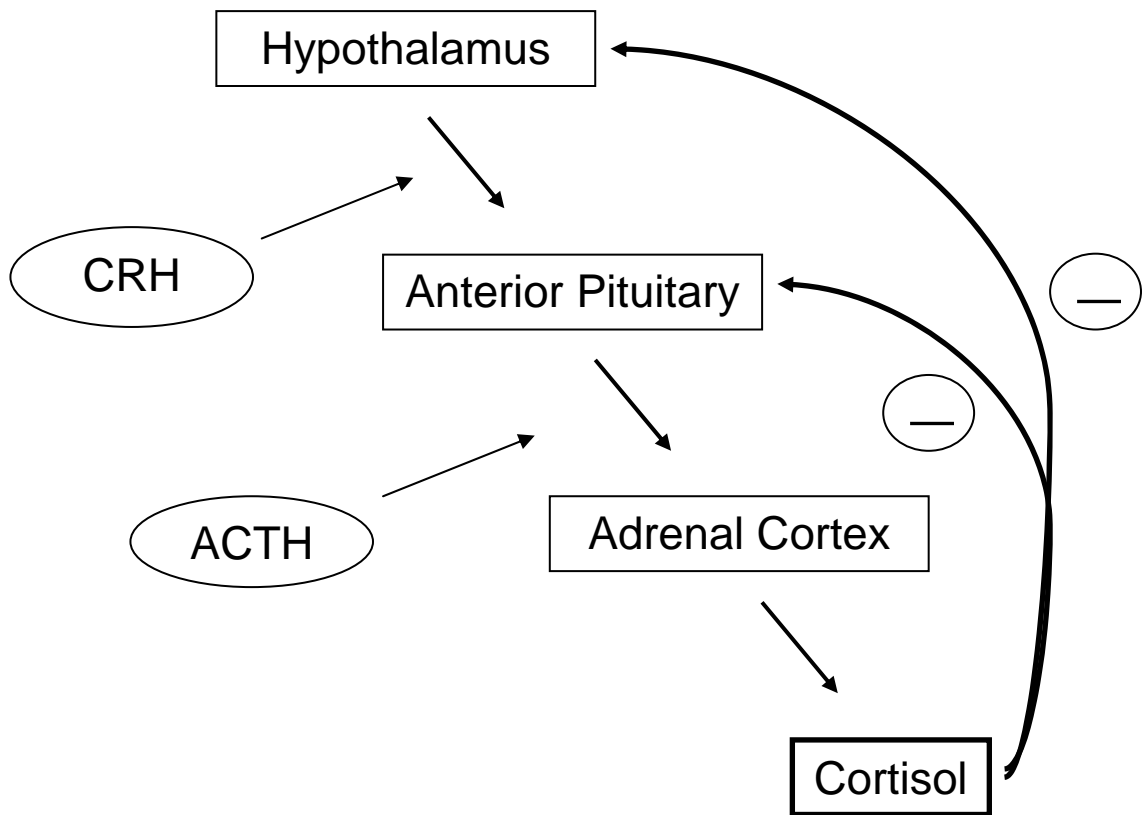 Hypothalamus
CRH
Anterior Pituitary
—
—
ACTH
Adrenal Cortex
Cortisol